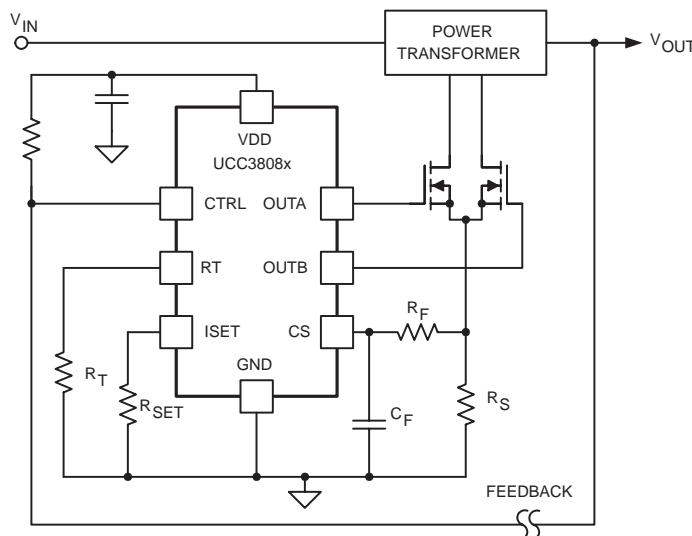 VIN
POWER
TRANSFORMER
VOUT
VDD
UCC3808x
CTRL
OUTA
RT
OUTB
ISET
CS
RF
GND
RT
RSET
CF
RS
FEEDBACK